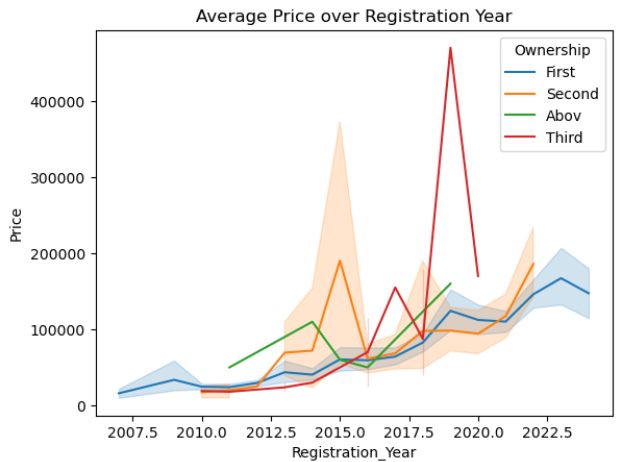 Average Price over Registration Year
Ownership
First
Second
Abov
Third
Price
400000
300000
200000
100000
0
2007.5 2010.0 2012.5 2015.0 2017.5 2020.0 2022.5
Registration_Year